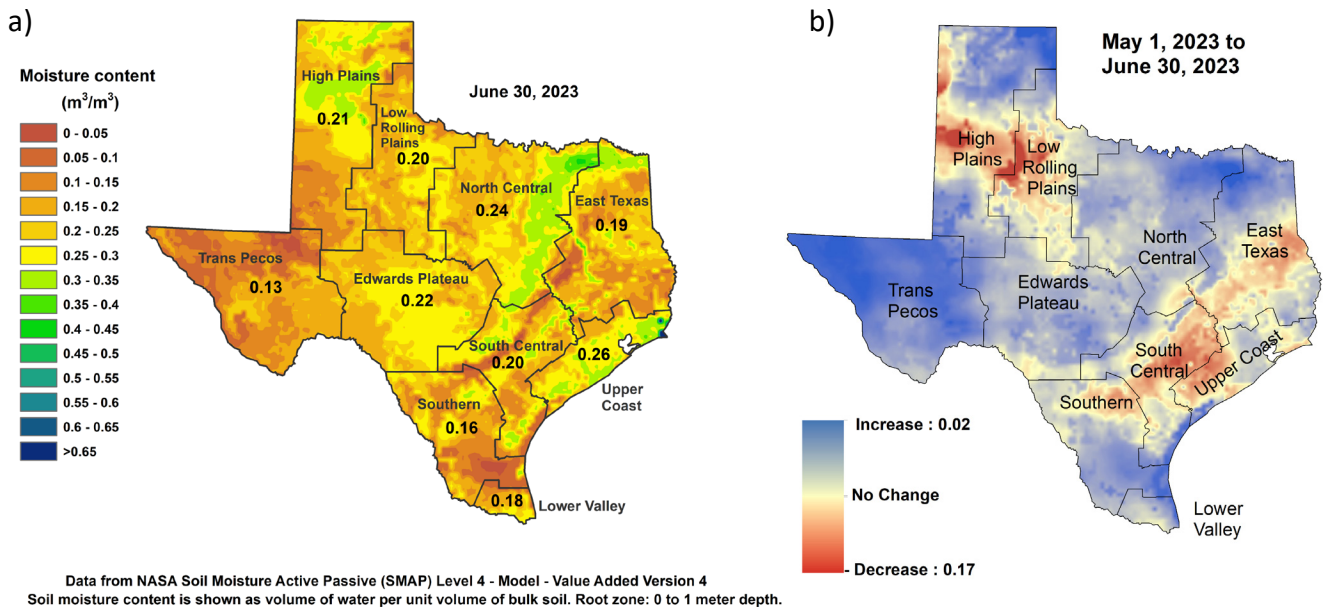 a)
Moisture content
(m³/m³)
0 - 0.05
0.05 - 0.1
0.1 - 0.15
0.15 - 0.2
0.2 - 0.25
0.25 - 0.3
0.3 - 0.35
0.35 - 0.4
0.4 - 0.45
0.45 - 0.5
0.5 - 0.55
0.55 - 0.6
0.6 - 0.65
>0.65
June 30, 2023
High Plains
0.21
Low
Rolling
Plains
0.20
North Central
0.24
East Texas
0.19
Trans Pecos
0.13
Edwards Plateau
0.22
South Central
0.20
0.26
Upper
Coast
Southern
0.16
0.18
Lower Valley
Data from NASA Soil Moisture Active Passive (SMAP) Level 4 - Model - Value Added Version 4
Soil moisture content is shown as volume of water per unit volume of bulk soil. Root zone: 0 to 1 meter depth.
b)
May 1, 2023 to
June 30, 2023
High
Plains
Low
Rolling
Plains
North
Central
East
Texas
Trans
Pecos
Edwards
Plateau
South
Central
Upper Coast
Southern
Lower
Valley
Increase : 0.02
No Change
Decrease : 0.17